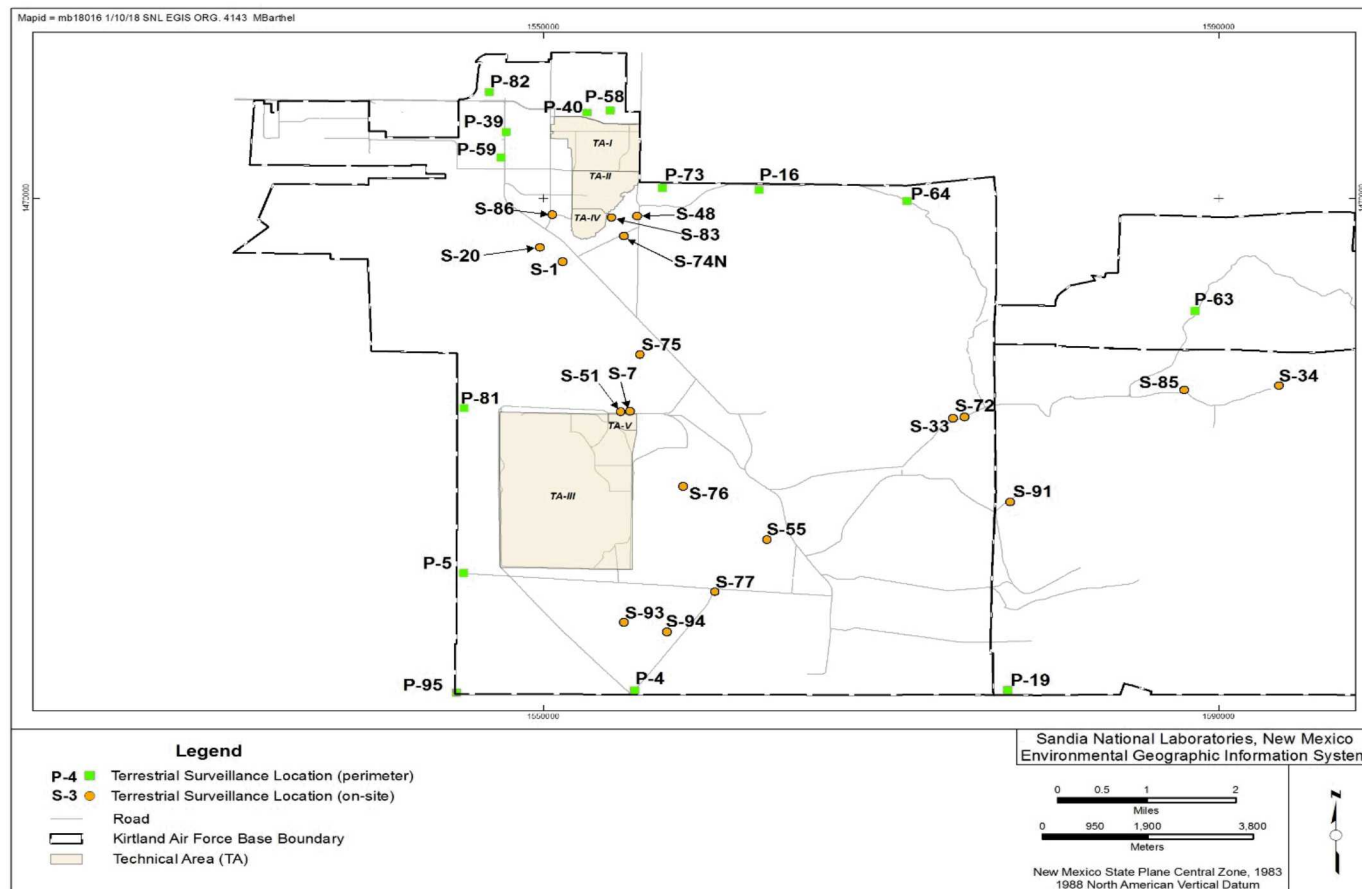 Mapid = mb18016 1/10/18 SNL EGIS ORG. 4143 MBarthel
1550000
1590000
P-82
P-40
P-58
P-39
TA-I
P-59
TA-II
P-73
P-16
P-64
1470000
1470000
S-86
TA-IV
S-48
S-83
S-20
S-1
S-74N
P-63
S-75
S-51
S-7
S-85
S-34
P-81
TA-V
S-33
S-72
TA-III
S-76
S-91
S-55
P-5
S-77
S-93
S-94
P-95
P-4
P-19
1550000
1590000
Legend
P-4 Terrestrial Surveillance Location (perimeter)
S-3 Terrestrial Surveillance Location (on-site)
Road
Kirtland Air Force Base Boundary
Technical Area (TA)
Sandia National Laboratories, New Mexico
Environmental Geographic Information System
0 0.5 1 2
Miles
0 950 1,900 3,800
Meters
N
New Mexico State Plane Central Zone, 1983
1988 North American Vertical Datum